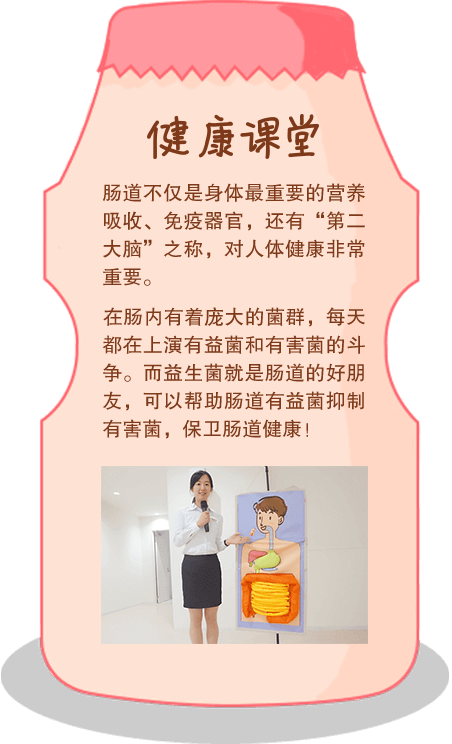 健康课堂
肠道不仅是身体最重要的营养
吸收、免疫器官，还有“第二
大脑”之称，对人体健康非常
重要。
在肠内有着庞大的菌群，每天
都在上演有益菌和有害菌的斗
争。而益生菌就是肠道的好朋
友，可以帮助肠道有益菌抑制
有害菌，保卫肠道健康！